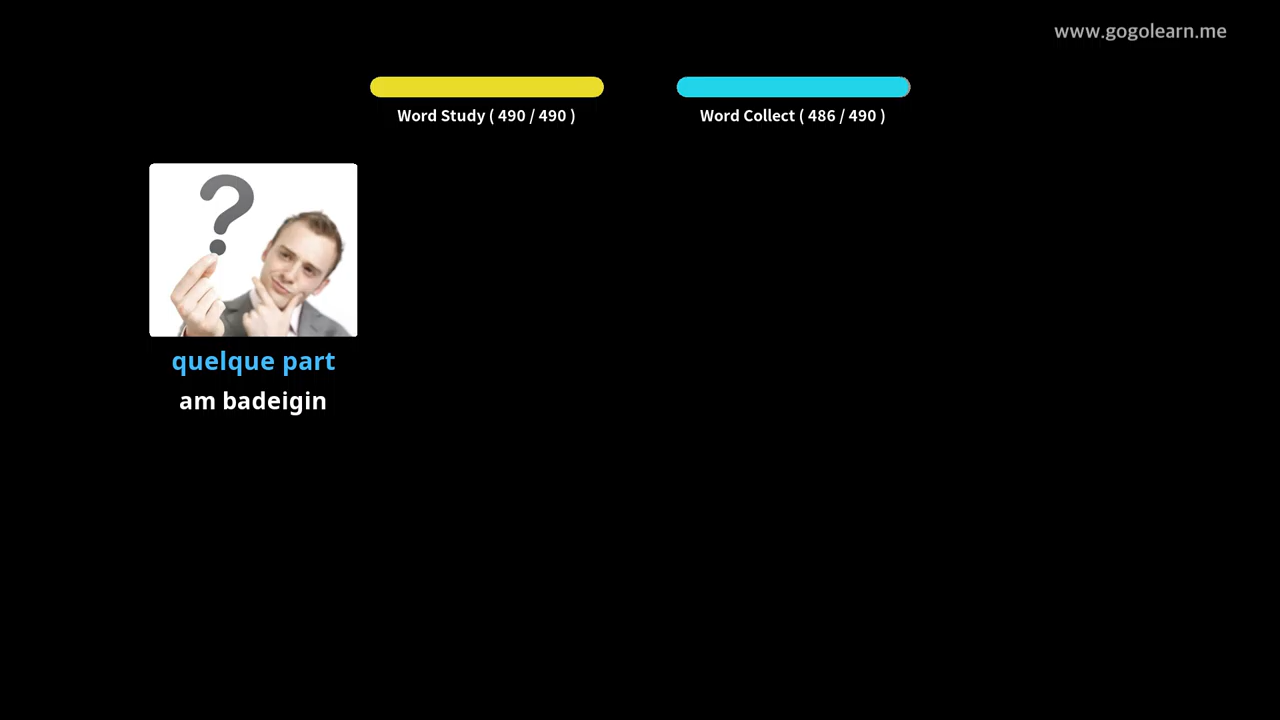 www.gogolearn.me
Word Study ( 490 / 490 )
Word Collect ( 486 / 490 )
?
quelque part
am badeigin